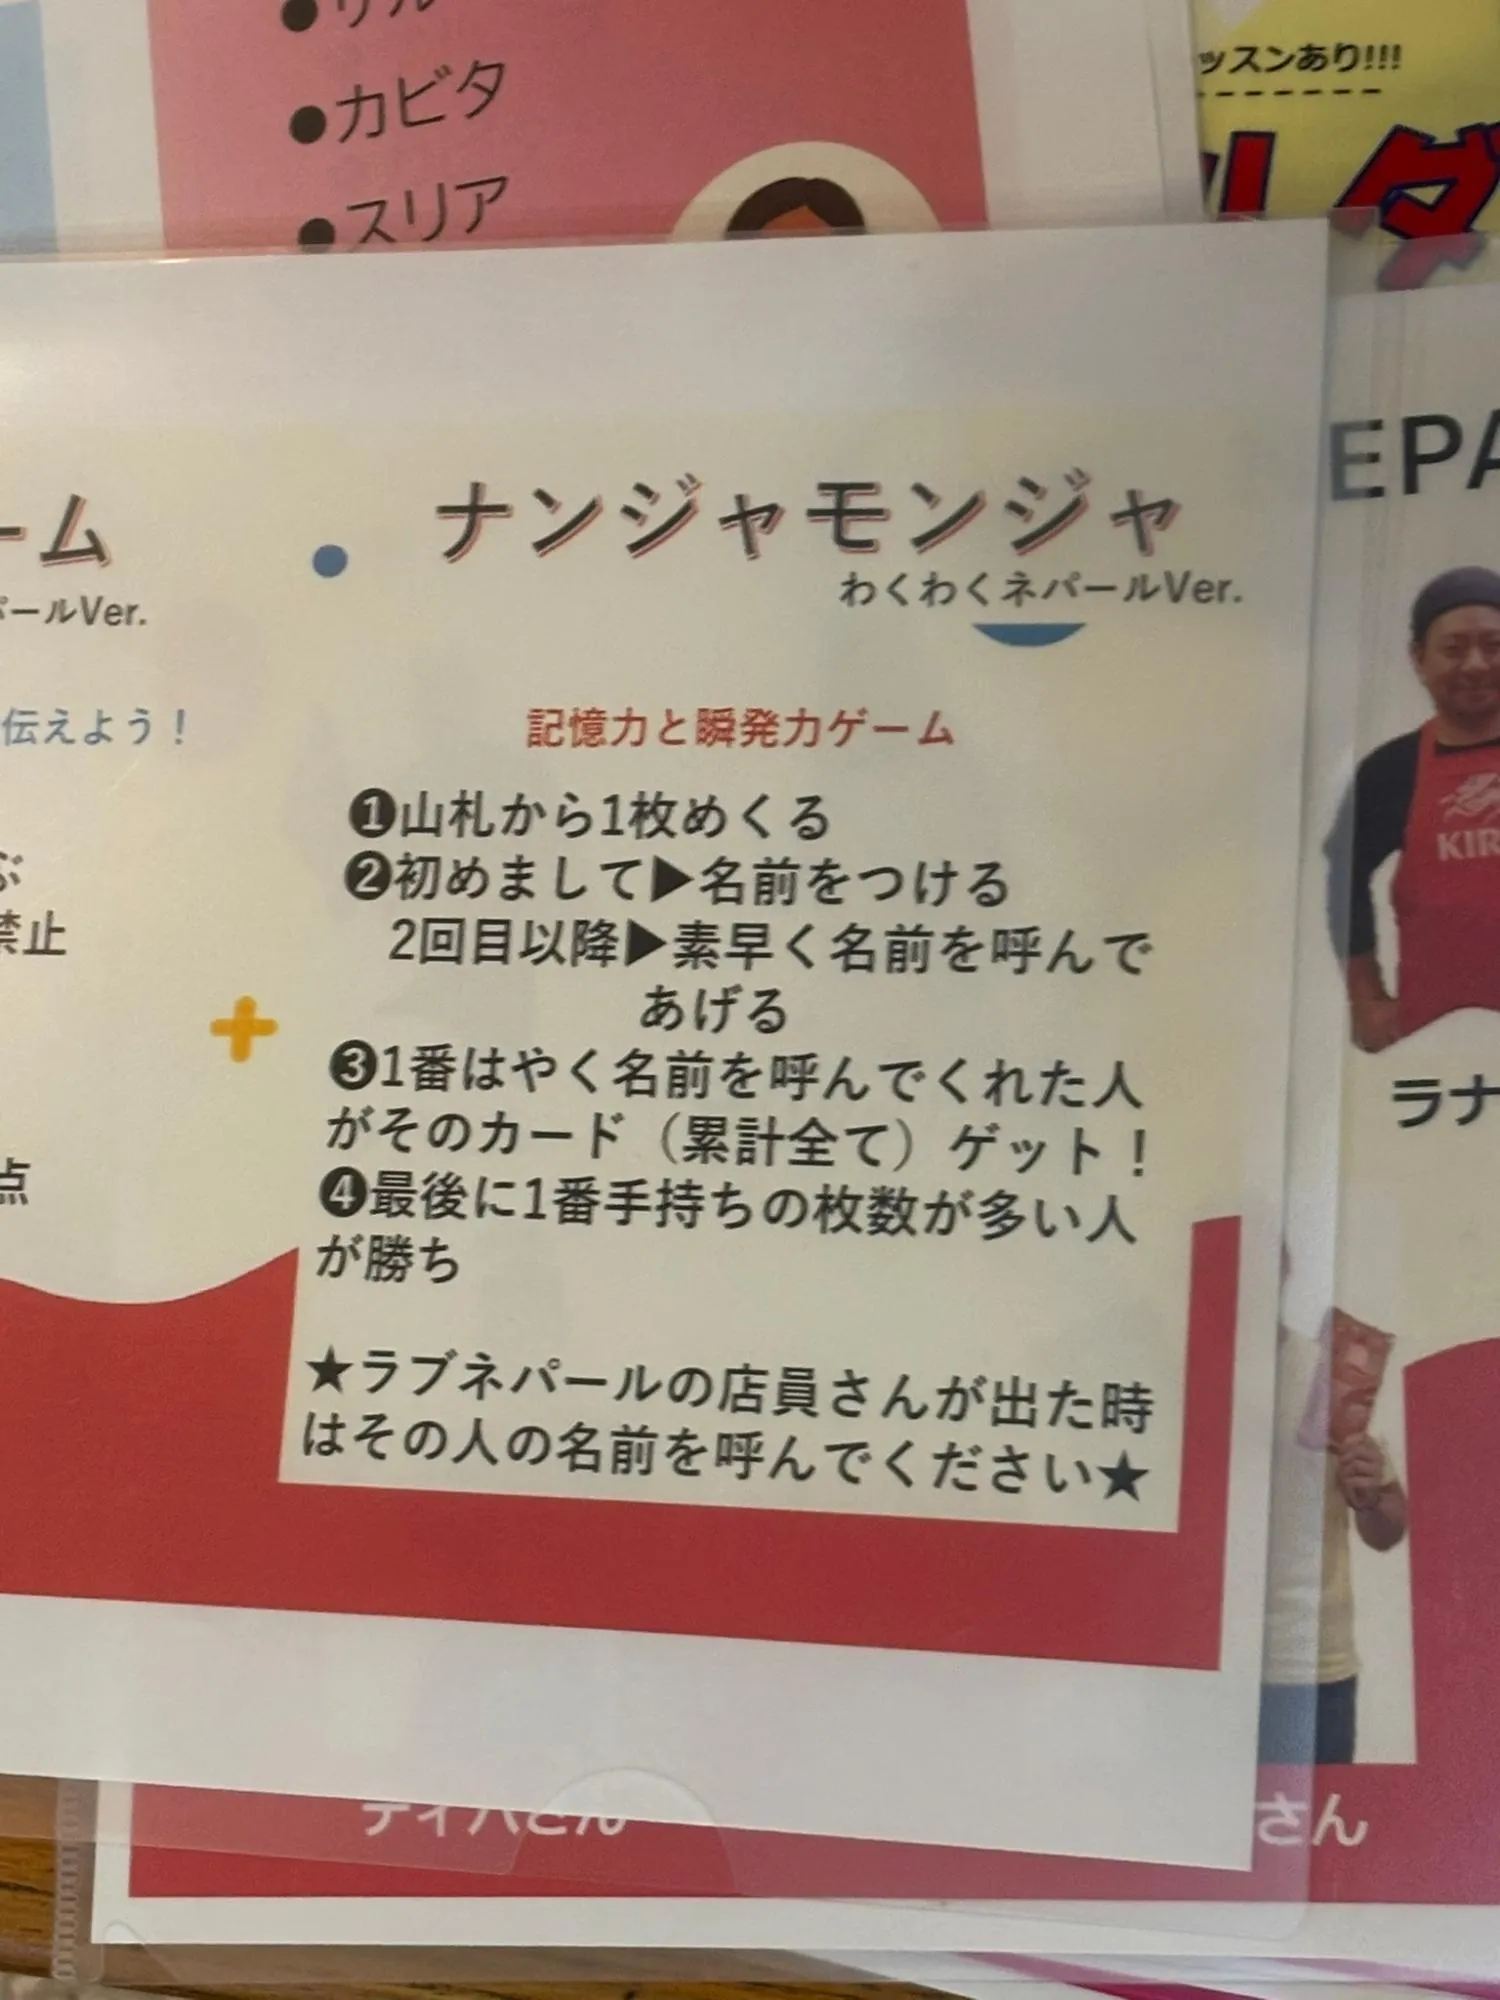 ●カビタ
●スリア
ッスンあり!!!
ルダ
EPA
ーム
パールVer.
伝えよう！
ぶ
禁止
点
ナンジャモンジャ
わくわくネパールVer.
記憶力と瞬発力ゲーム
❶山札から1枚めくる
❷初めまして▶名前をつける
2回目以降▶素早く名前を呼んで
あげる
❸1番はやく名前を呼んでくれた人
がそのカード（累計全て）ゲット！
❹最後に1番手持ちの枚数が多い人
が勝ち
★ラブネパールの店員さんが出た時
はその人の名前を呼んでください★
KIR
ラナ
さん